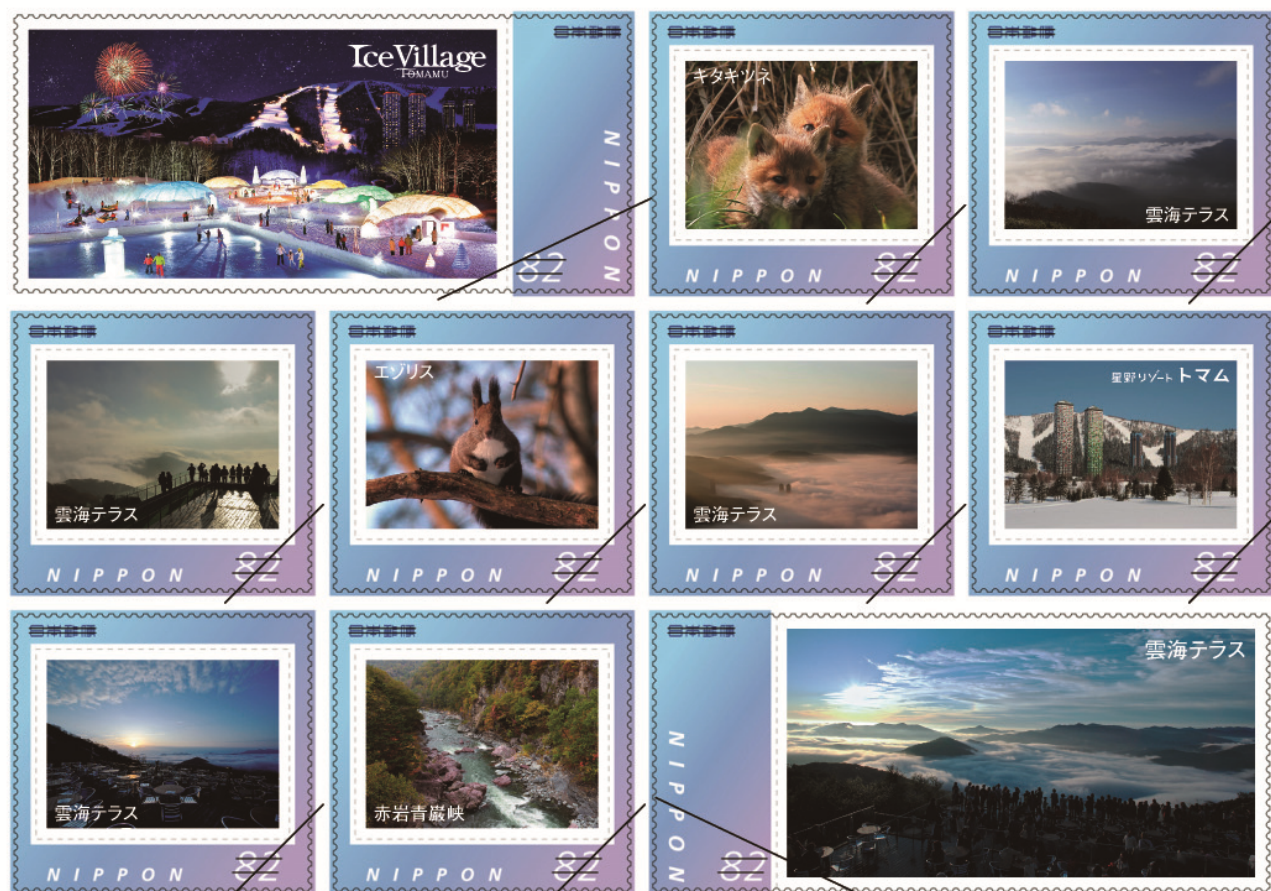 Ice Village
TOMAMU
日本郵便
NIPPON
82
日本郵便
キタキツネ
NIPPON
82
日本郵便
雲海テラス
NIPPON
82
日本郵便
雲海テラス
NIPPON
82
日本郵便
エゾリス
NIPPON
82
日本郵便
雲海テラス
NIPPON
82
日本郵便
星野リゾート トマム
NIPPON
82
日本郵便
雲海テラス
NIPPON
82
日本郵便
赤岩青巌峡
NIPPON
82
日本郵便
雲海テラス
NIPPON
82